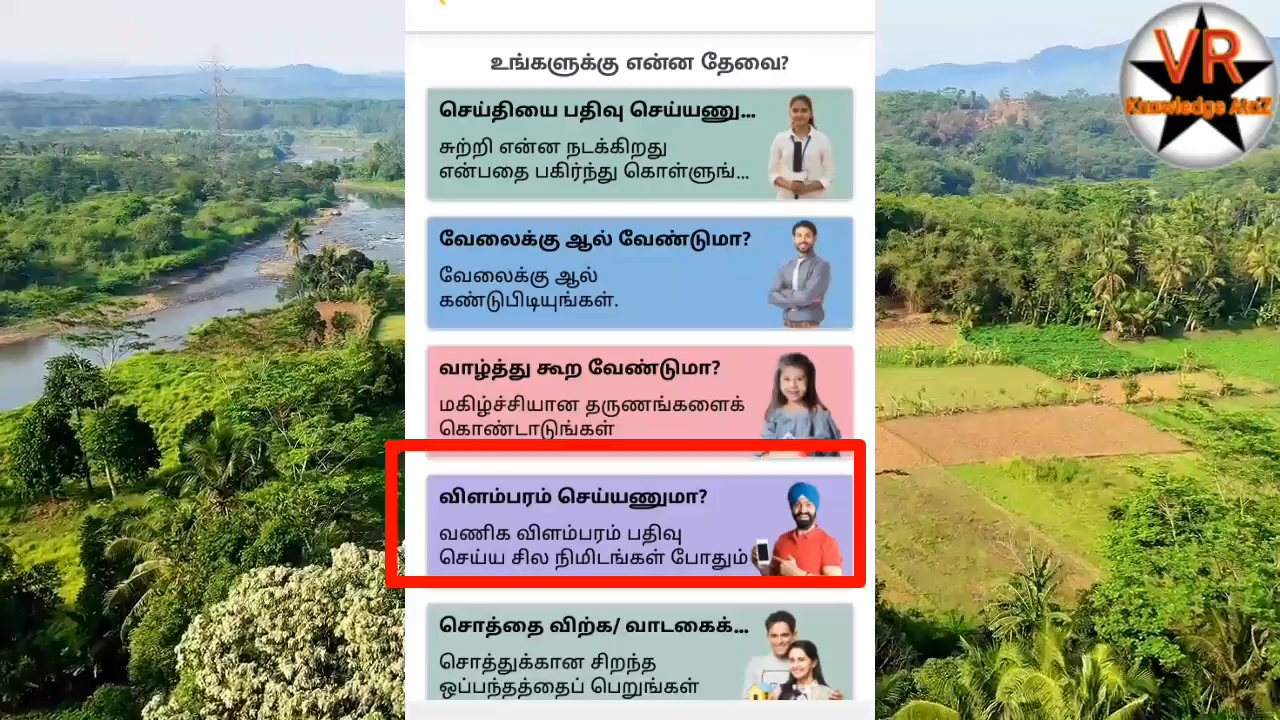 உங்களுக்கு என்ன தேவை?
செய்தியை பதிவு செய்யணு...
சுற்றி என்ன நடக்கிறது
என்பதை பகிர்ந்து கொள்ளுங்...
வேலைக்கு ஆல் வேண்டுமா?
வேலைக்கு ஆல்
கண்டுபிடியுங்கள்.
வாழ்த்து கூற வேண்டுமா?
மகிழ்ச்சியான தருணங்களைக்
கொண்டாடுங்கள்
விளம்பரம் செய்யணுமா?
வணிக விளம்பரம் பதிவு
செய்ய சில நிமிடங்கள் போதும்
சொத்தை விற்க/ வாடகைக்...
சொத்துக்கான சிறந்த
ஒப்பந்தத்தைப் பெறுங்கள்
VR
Knowledge AtoZ